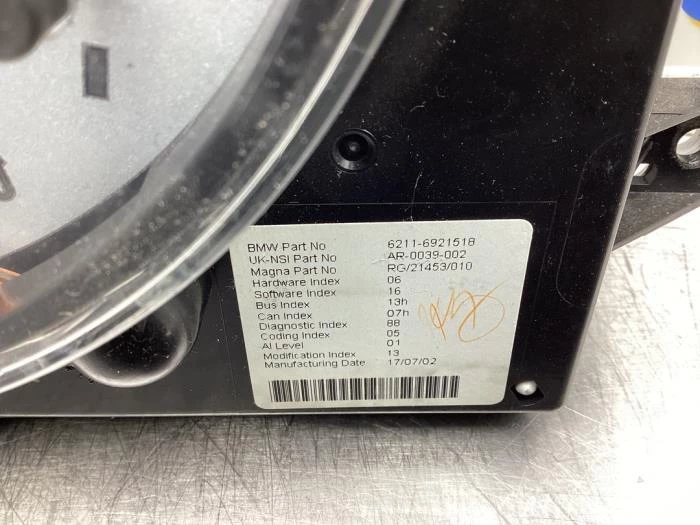 BMW Part No 6211-6921518
UK-NSI Part No AR-0039-002
Magna Part No RG/21453/010
Hardware Index 06
Software Index 16
Bus Index 13h
Can Index 07h
Diagnostic Index 88
Coding Index 05
AI Level 01
Modification Index 13
Manufacturing Date 17/07/02